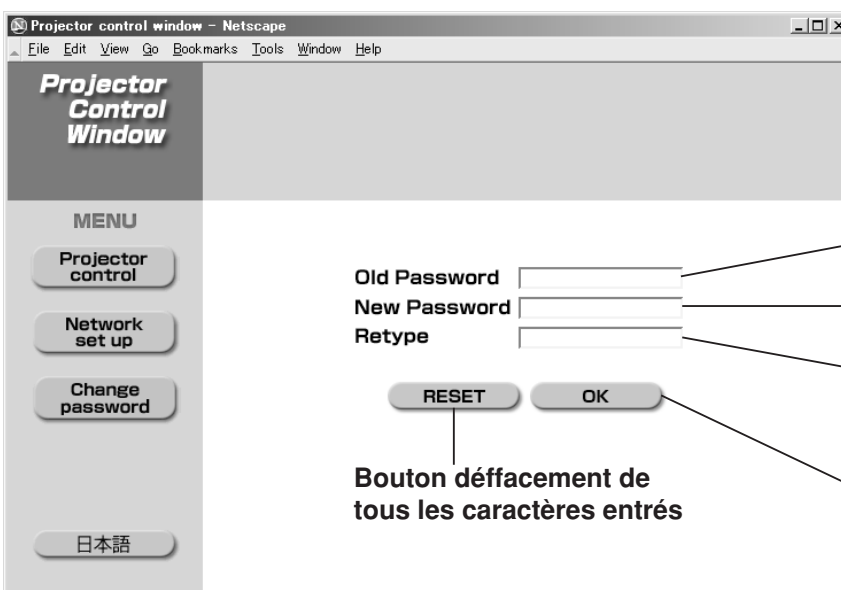 Projector control window - Netscape
File Edit View Go Bookmarks Tools Window Help
Projector
Control
Window
MENU
Projector
control
Network
set up
Change
password
日本語
Old Password
New Password
Retype
RESET OK
Bouton déffacement de
tous les caractères entrés